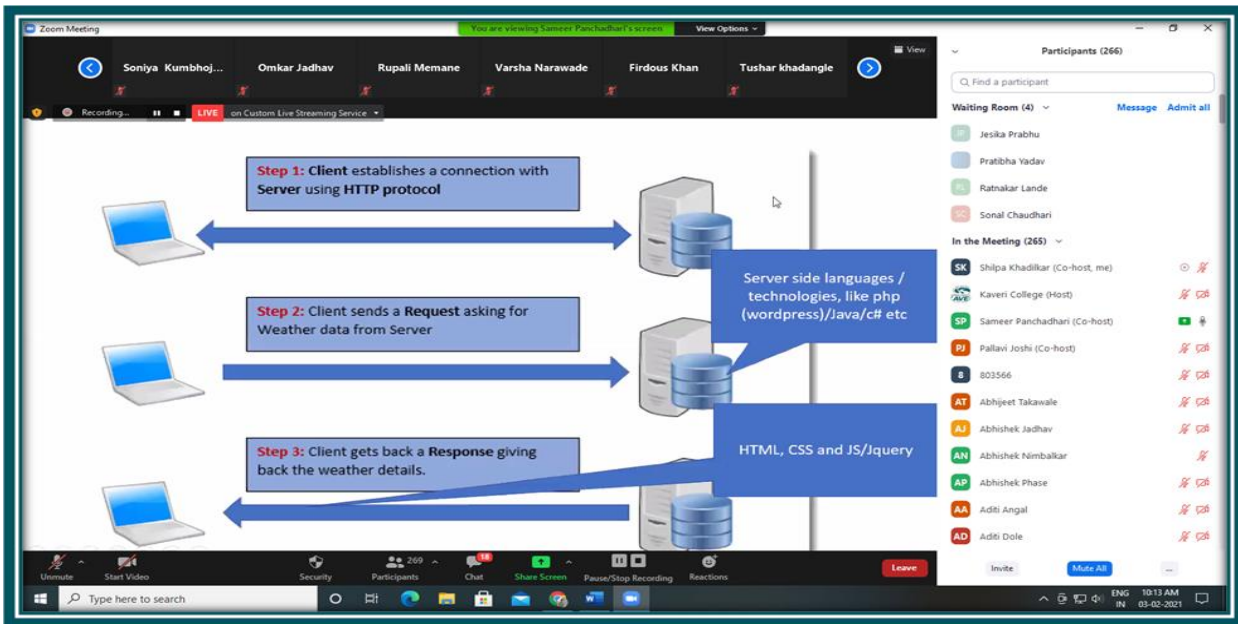 Zoom Meeting
You are viewing Sameer Panchadhari's screen
View Options
View
Soniya Kumbhoj...
Omkar Jadhav
Rupali Memane
Varsha Narawade
Firdous Khan
Tushar khadangle
Recording...
LIVE
on Custom Live Streaming Service
Step 1: Client establishes a connection with
Server using HTTP protocol
Step 2: Client sends a Request asking for
Weather data from Server
Server side languages /
technologies, like php
(wordpress)/Java/c# etc
Step 3: Client gets back a Response giving
back the weather details.
HTML, CSS and JS/Jquery
Participants (266)
Find a participant
Waiting Room (4)
Message
Admit all
JP
Jesika Prabhu
Pratibha Yadav
RL
Ratnakar Lande
SC
Sonal Chaudhari
In the Meeting (265)
SK
Shilpa Khadilkar (Co-host, me)
Kaveri College (Host)
SP
Sameer Panchadhari (Co-host)
PJ
Pallavi Joshi (Co-host)
8
803566
AT
Abhijeet Takawale
AJ
Abhishek Jadhav
AN
Abhishek Nimbalkar
AP
Abhishek Phase
AA
Aditi Angal
AD
Aditi Dole
Invite
Mute All
...
Unmute
Start Video
Security
269
Participants
18
Chat
Share Screen
Pause/Stop Recording
Reactions
Leave
Type here to search
ENG
IN
10:13 AM
03-02-2021